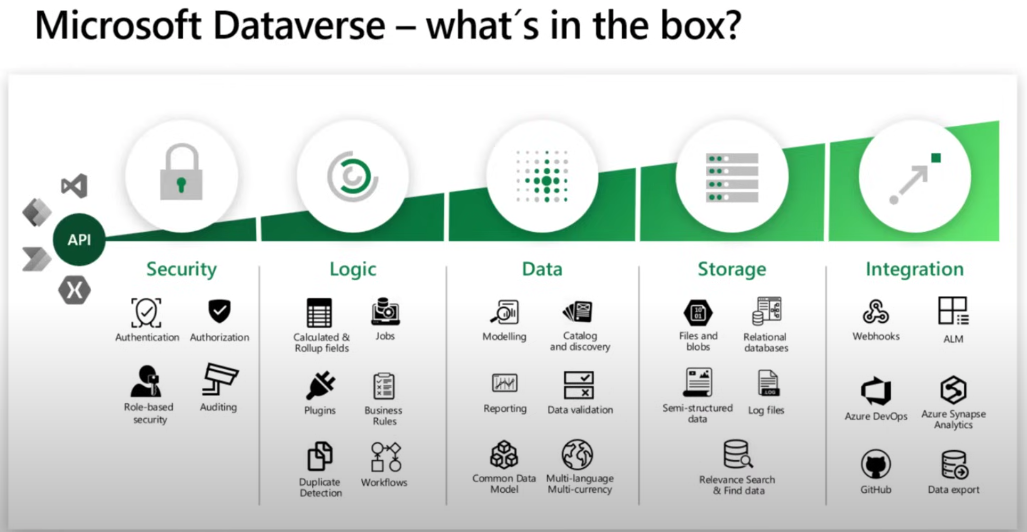 Microsoft Dataverse – what´s in the box?
API
Security
Authentication
Authorization
Role-based
security
Auditing
Logic
Calculated &
Rollup fields
Jobs
Plugins
Business
Rules
Duplicate
Detection
Workflows
Data
Modelling
Catalog
and discovery
Reporting
Data validation
Common Data
Model
Multi-language
Multi-currency
Storage
Files and
blobs
Relational
databases
Semi-structured
data
LOG
Log files
Relevance Search
& Find data
Integration
Webhooks
ALM
Azure DevOps
Azure Synapse
Analytics
GitHub
Data export